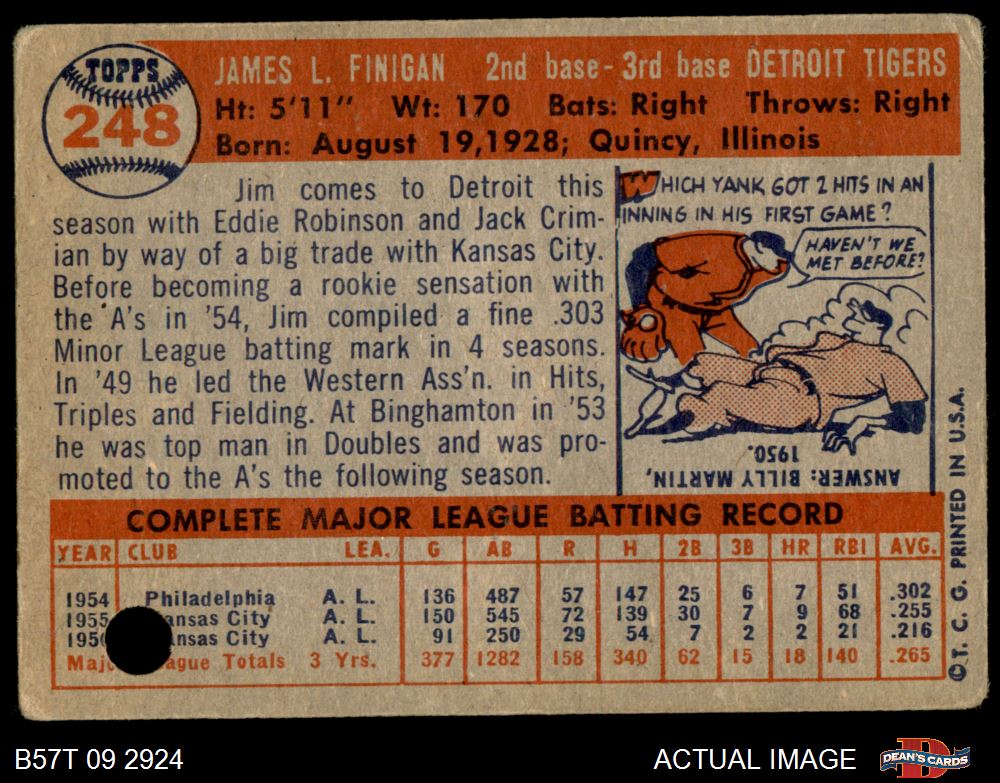 TOPPS
248
JAMES L. FINIGAN 2nd base - 3rd base DETROIT TIGERS
Ht: 5'11" Wt: 170 Bats: Right Throws: Right
Born: August 19, 1928; Quincy, Illinois
Jim comes to Detroit this
season with Eddie Robinson and Jack Crim-
ian by way of a big trade with Kansas City.
Before becoming a rookie sensation with
the A's in '54, Jim compiled a fine .303
Minor League batting mark in 4 seasons.
In '49 he led the Western Ass'n. in Hits,
Triples and Fielding. At Binghamton in '53
he was top man in Doubles and was pro-
moted to the A's the following season.
WHICH YANK GOT 2 HITS IN AN
INNING IN HIS FIRST GAME?
HAVEN'T WE
MET BEFORE?
ANSWER: BILLY MARTIN,
1950.
COMPLETE MAJOR LEAGUE BATTING RECORD
YEAR CLUB LEA. G AB R H 2B 3B HR RBI AVG.
1954 Philadelphia A. L. 136 487 57 147 25 6 7 51 .302
1955 ansas City A. L. 150 545 72 139 30 7 9 68 .255
195 ansas City A. L. 91 250 29 54 7 2 2 21 .216
Maj ague Totals 3 Yrs. 377 1282 158 340 62 15 18 140 .265
© T. C. G. PRINTED IN U.S.A.
B57T 09 2924 ACTUAL IMAGE DEAN'S CARDS